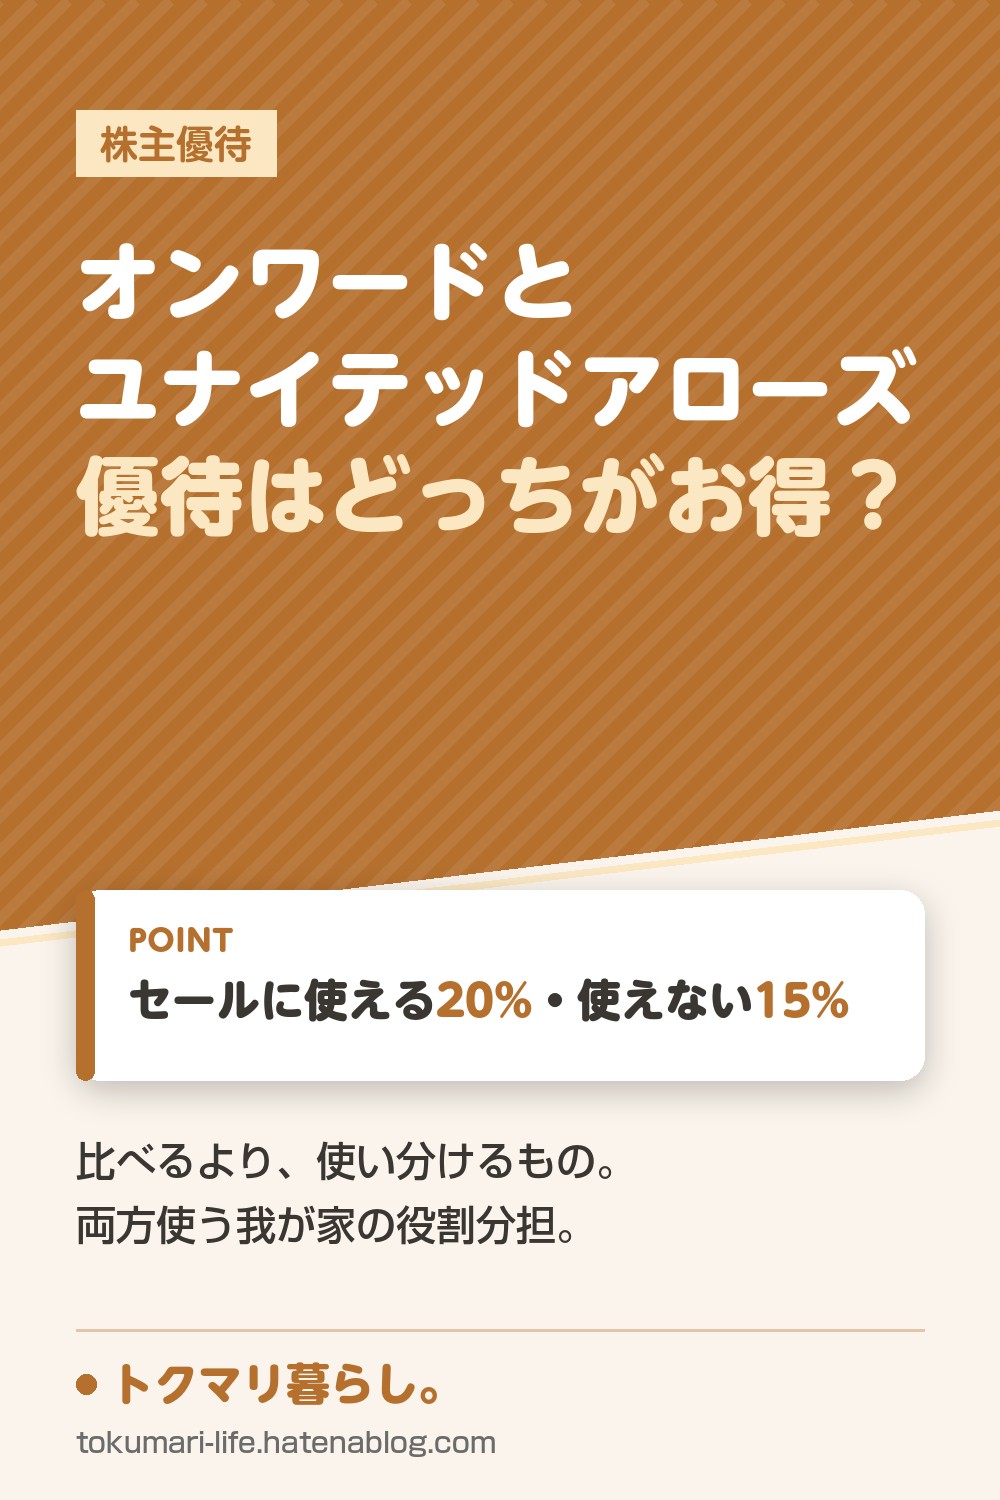 株主優待
オンワードと
ユナイテッドアローズ
優待はどっちがお得？
POINT
セールに使える20%・使えない15%
比べるより、使い分けるもの。
両方使う我が家の役割分担。
トクマリ暮らし。
tokumari-life.hatenablog.com